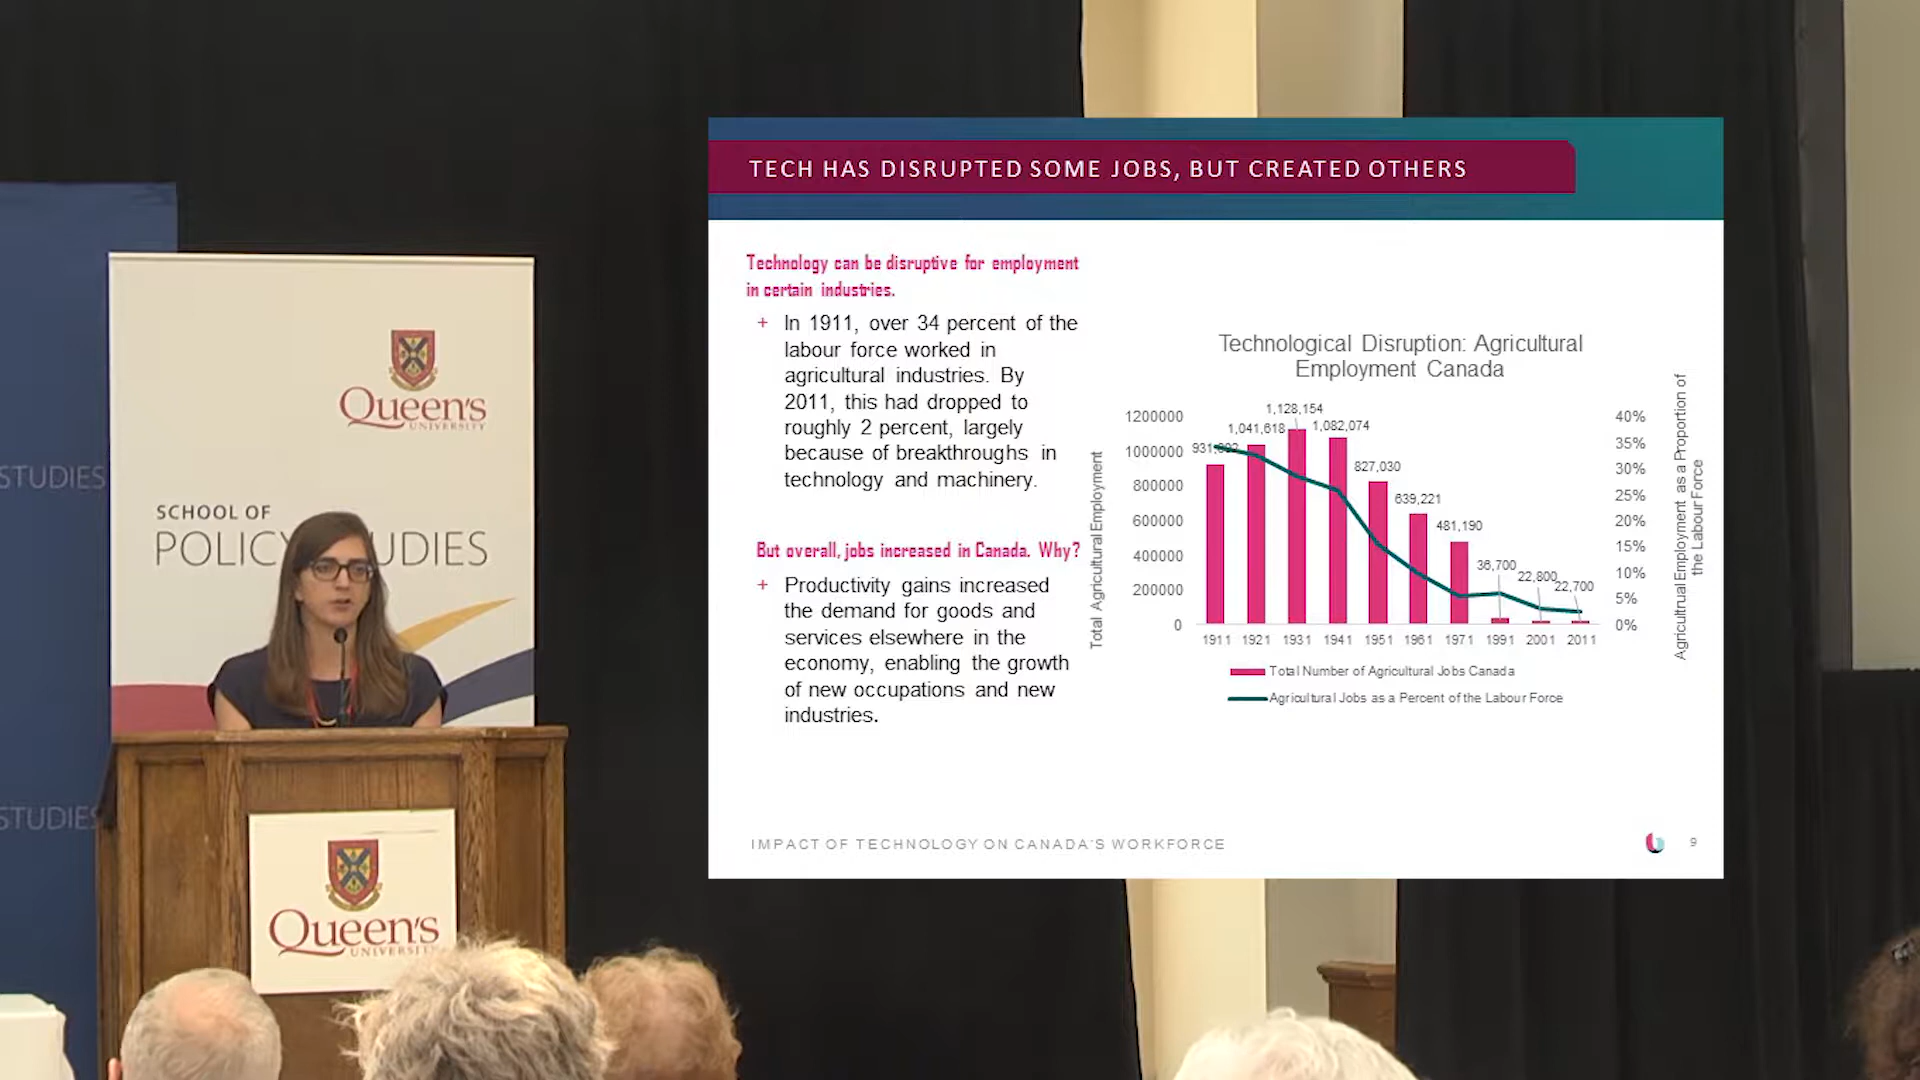 STUDIES
STUDIES
Queen's
UNIVERSITY
SCHOOL OF
Queen's
UNIVERSITY
TECH HAS DISRUPTED SOME JOBS, BUT CREATED OTHERS
Technology can be disruptive for employment
in certain industries.
+ In 1911, over 34 percent of the
labour force worked in
agricultural industries. By
2011, this had dropped to
roughly 2 percent, largely
because of breakthroughs in
technology and machinery.
But overall, jobs increased in Canada. Why?
+ Productivity gains increased
the demand for goods and
services elsewhere in the
economy, enabling the growth
of new occupations and new
industries.
Technological Disruption: Agricultural
Employment Canada
Total Agricultural Employment
1200000
1000000
800000
600000
400000
200000
0
1,041,618
1,128,154
1,082,074
827,030
639,221
481,190
36,700
22,800
22,700
1911 1921 1931 1941 1951 1961 1971 1991 2001 2011
40%
35%
30%
25%
20%
15%
10%
5%
0%
Agricultrual Employment as a Proportion of
the Labour Force
Total Number of Agricultural Jobs Canada
Agricultural Jobs as a Percent of the Labour Force
IMPACT OF TECHNOLOGY ON CANADA'S WORKFORCE
9